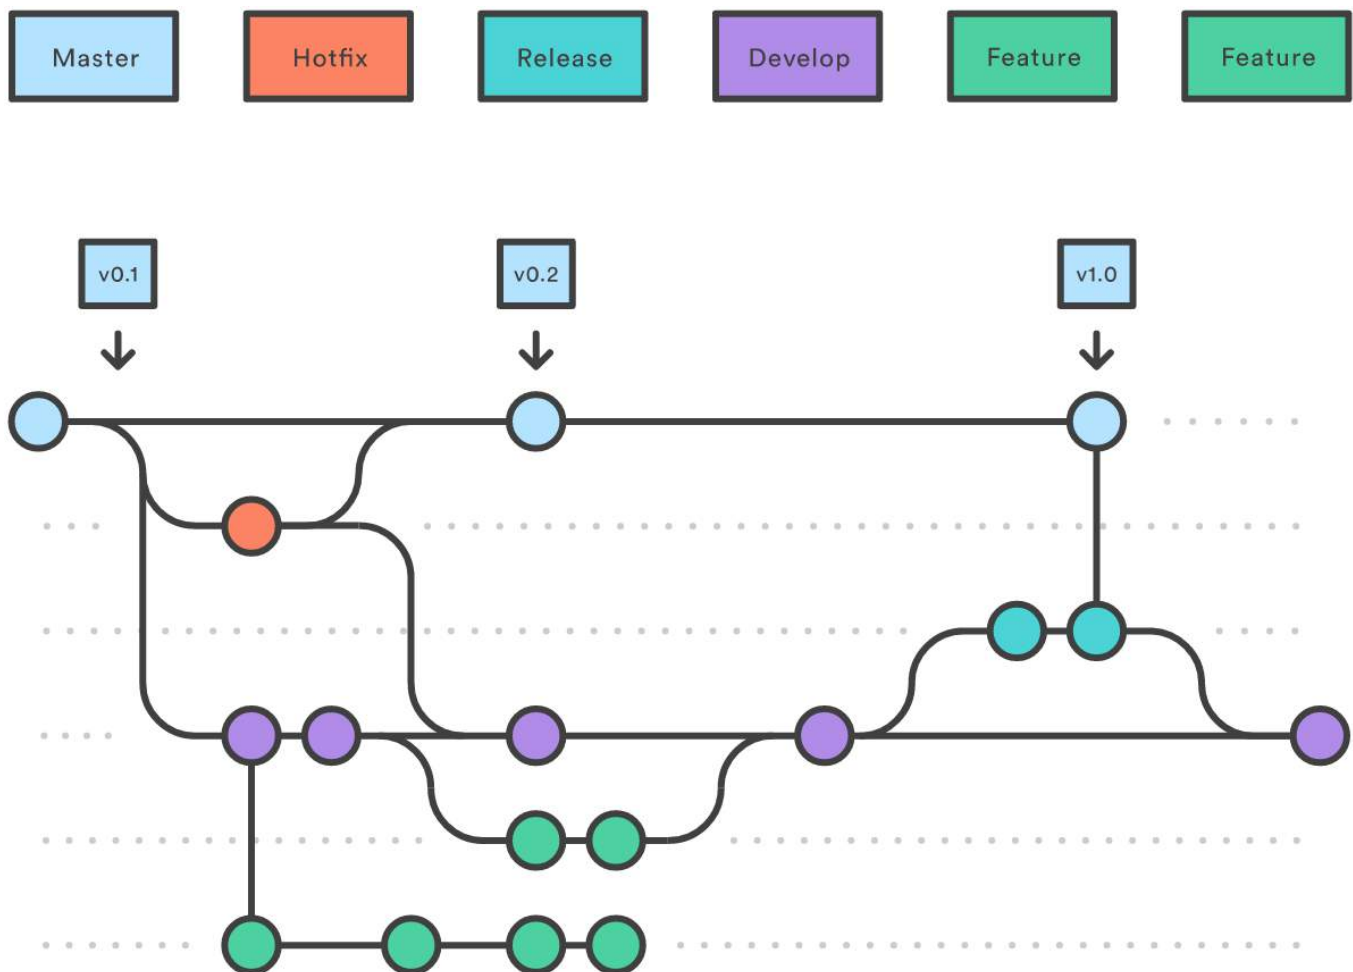 Master
Hotfix
Release
Develop
Feature
Feature
v0.1
v0.2
v1.0